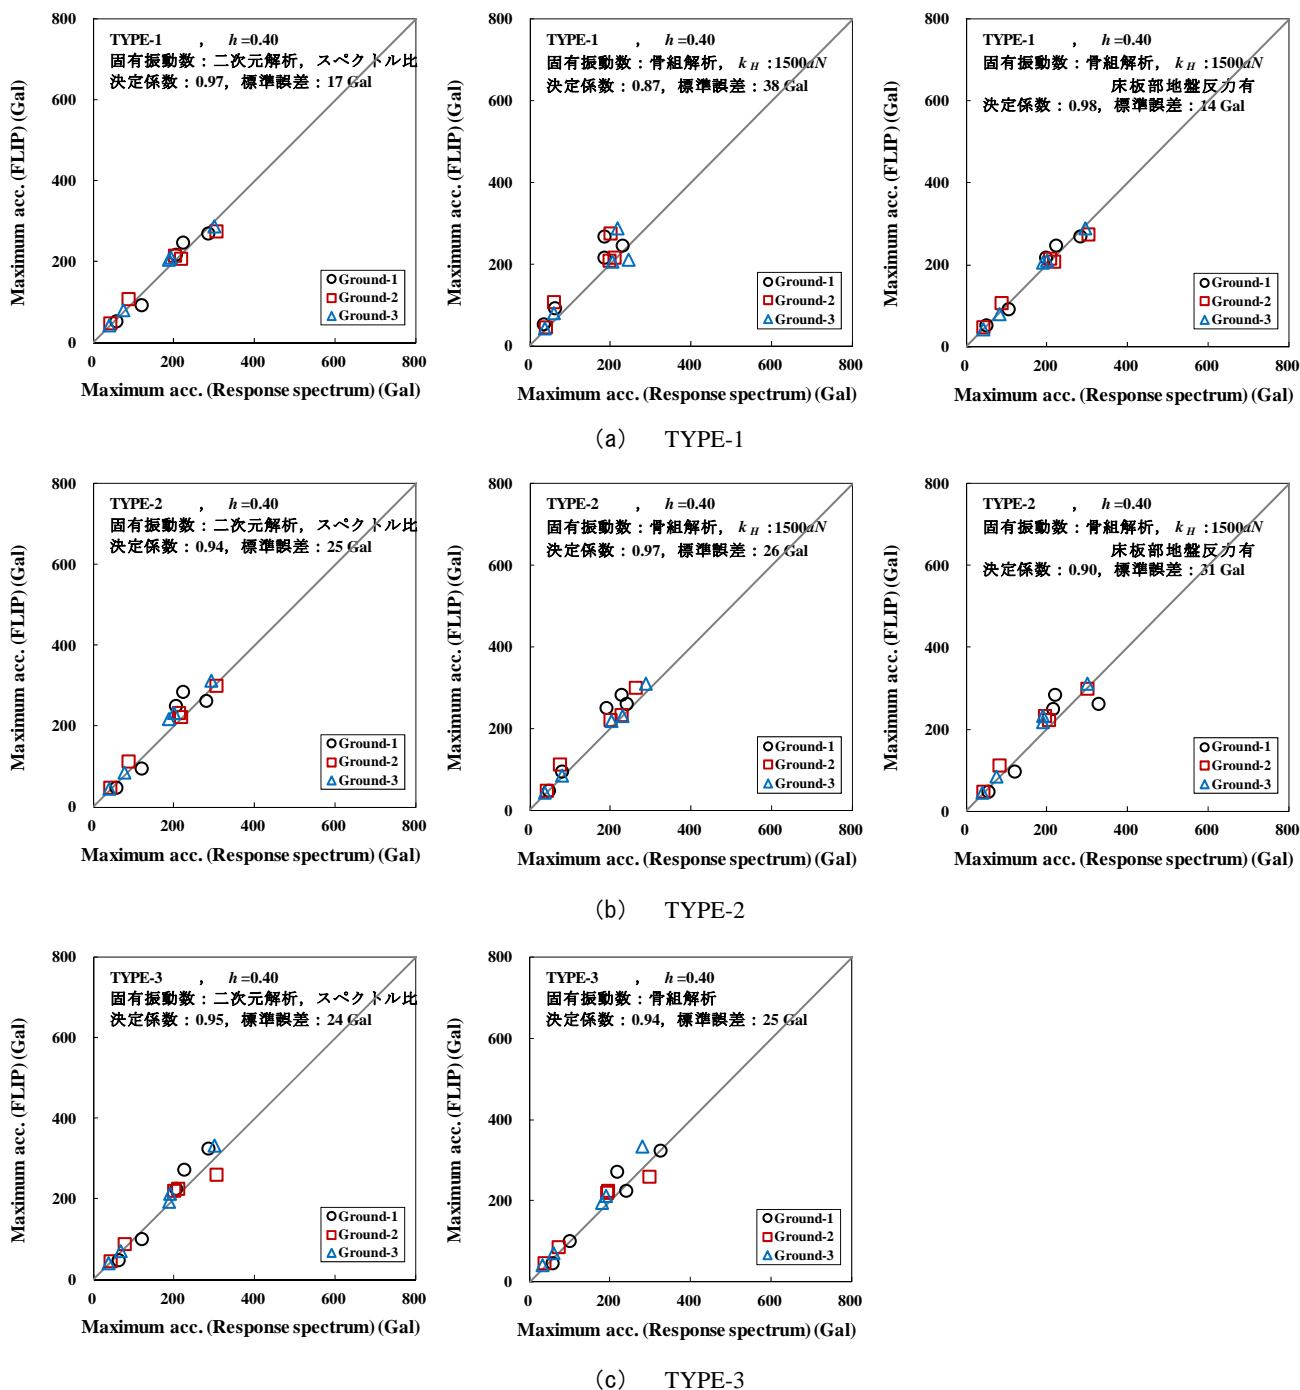 TYPE-1 , h=0.40
固有振動数：二次元解析，スペクトル比
決定係数：0.97，標準誤差：17 Gal
800
600
400
200
0
0 200 400 600 800
Maximum acc. (FLIP) (Gal)
Maximum acc. (Response spectrum) (Gal)
Ground-1
Ground-2
Ground-3
TYPE-1 , h=0.40
固有振動数：骨組解析，kH：1500aN
決定係数：0.87，標準誤差：38 Gal
800
600
400
200
0
0 200 400 600 800
Maximum acc. (FLIP) (Gal)
Maximum acc. (Response spectrum) (Gal)
Ground-1
Ground-2
Ground-3
TYPE-1 , h=0.40
固有振動数：骨組解析，kH：1500aN
床板部地盤反力有
決定係数：0.98，標準誤差：14 Gal
800
600
400
200
0
0 200 400 600 800
Maximum acc. (FLIP) (Gal)
Maximum acc. (Response spectrum) (Gal)
Ground-1
Ground-2
Ground-3
（a） TYPE-1
TYPE-2 , h=0.40
固有振動数：二次元解析，スペクトル比
決定係数：0.94，標準誤差：25 Gal
800
600
400
200
0
0 200 400 600 800
Maximum acc. (FLIP) (Gal)
Maximum acc. (Response spectrum) (Gal)
Ground-1
Ground-2
Ground-3
TYPE-2 , h=0.40
固有振動数：骨組解析，kH：1500aN
決定係数：0.97，標準誤差：26 Gal
800
600
400
200
0
0 200 400 600 800
Maximum acc. (FLIP) (Gal)
Maximum acc. (Response spectrum) (Gal)
Ground-1
Ground-2
Ground-3
TYPE-2 , h=0.40
固有振動数：骨組解析，kH：1500aN
床板部地盤反力有
決定係数：0.90，標準誤差：31 Gal
800
600
400
200
0
0 200 400 600 800
Maximum acc. (FLIP) (Gal)
Maximum acc. (Response spectrum) (Gal)
Ground-1
Ground-2
Ground-3
（b） TYPE-2
TYPE-3 , h=0.40
固有振動数：二次元解析，スペクトル比
決定係数：0.95，標準誤差：24 Gal
800
600
400
200
0
0 200 400 600 800
Maximum acc. (FLIP) (Gal)
Maximum acc. (Response spectrum) (Gal)
Ground-1
Ground-2
Ground-3
TYPE-3 , h=0.40
固有振動数：骨組解析
決定係数：0.94，標準誤差：25 Gal
800
600
400
200
0
0 200 400 600 800
Maximum acc. (FLIP) (Gal)
Maximum acc. (Response spectrum) (Gal)
Ground-1
Ground-2
Ground-3
（c） TYPE-3